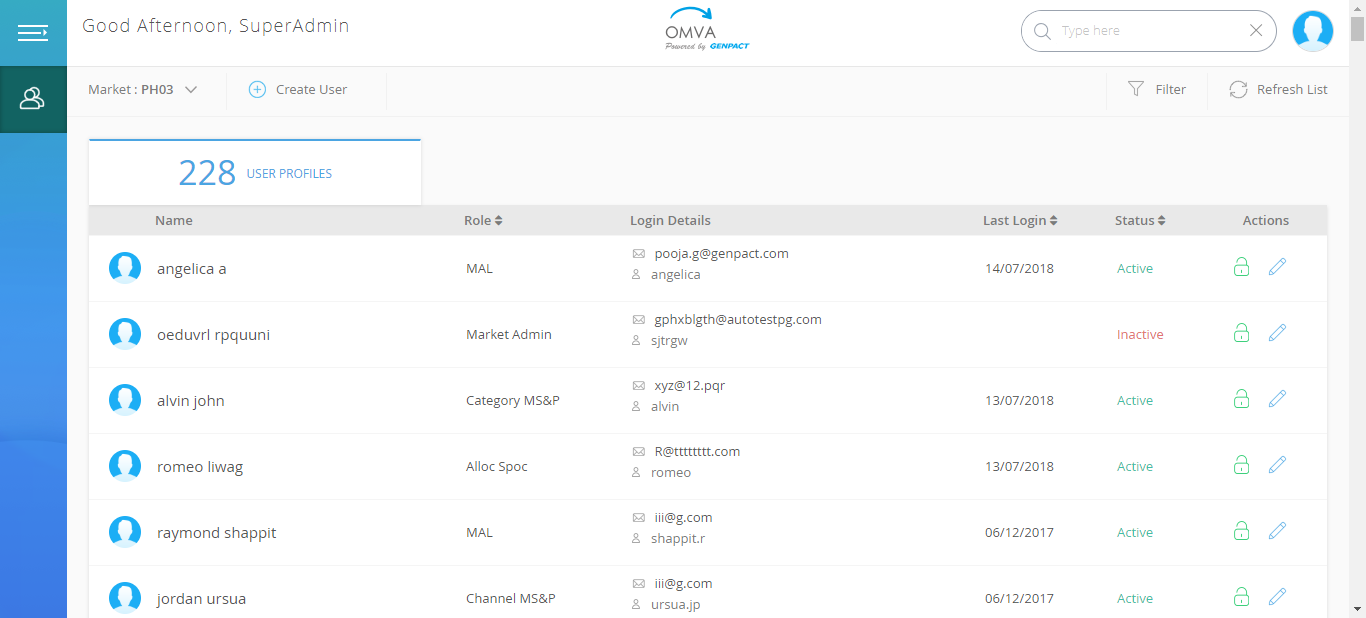 Good Afternoon, SuperAdmin
OMVA
Powered by GENPACT
Type here
Market : PH03
Create User
Filter
Refresh List
228 USER PROFILES
Name Role Login Details Last Login Status Actions
pooja.g@genpact.com
angelica a MAL 14/07/2018 Active
angelica
gphxblgth@autotestpg.com
oeduvrl rpquuni Market Admin Inactive
sjtrgw
xyz@12.pqr
alvin john Category MS&P 13/07/2018 Active
alvin
R@tttttttt.com
romeo liwag Alloc Spoc 13/07/2018 Active
romeo
iii@g.com
raymond shappit MAL 06/12/2017 Active
shappit.r
iii@g.com
jordan ursua Channel MS&P 06/12/2017 Active
ursua.jp